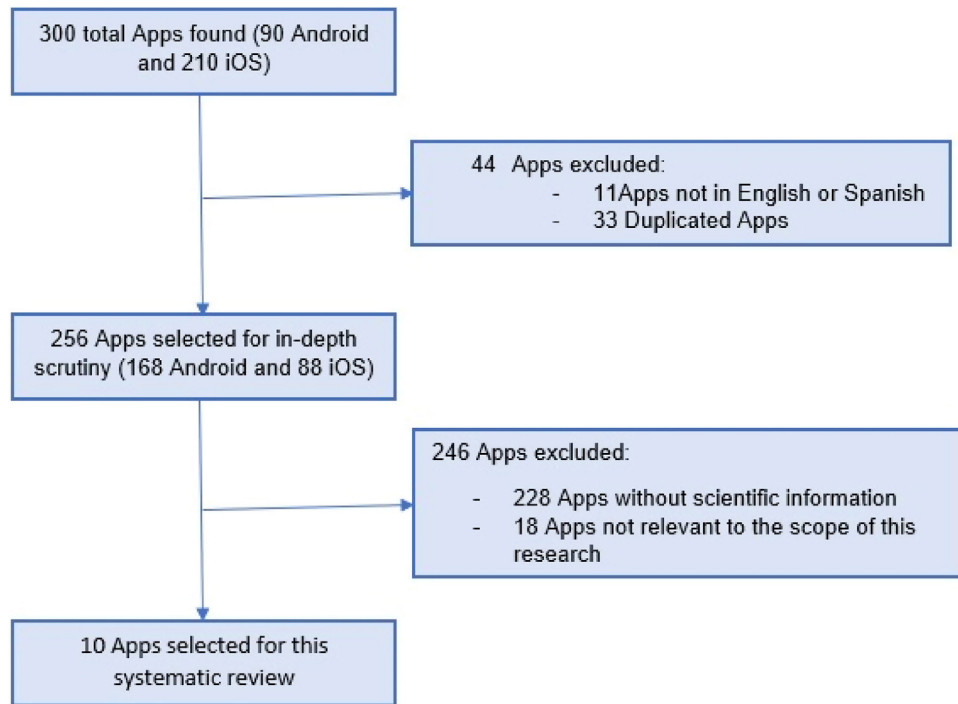 300 total Apps found (90 Android
and 210 iOS)
44 Apps excluded:
- 11Apps not in English or Spanish
- 33 Duplicated Apps
256 Apps selected for in-depth
scrutiny (168 Android and 88 iOS)
246 Apps excluded:
- 228 Apps without scientific information
- 18 Apps not relevant to the scope of this
research
10 Apps selected for this
systematic review